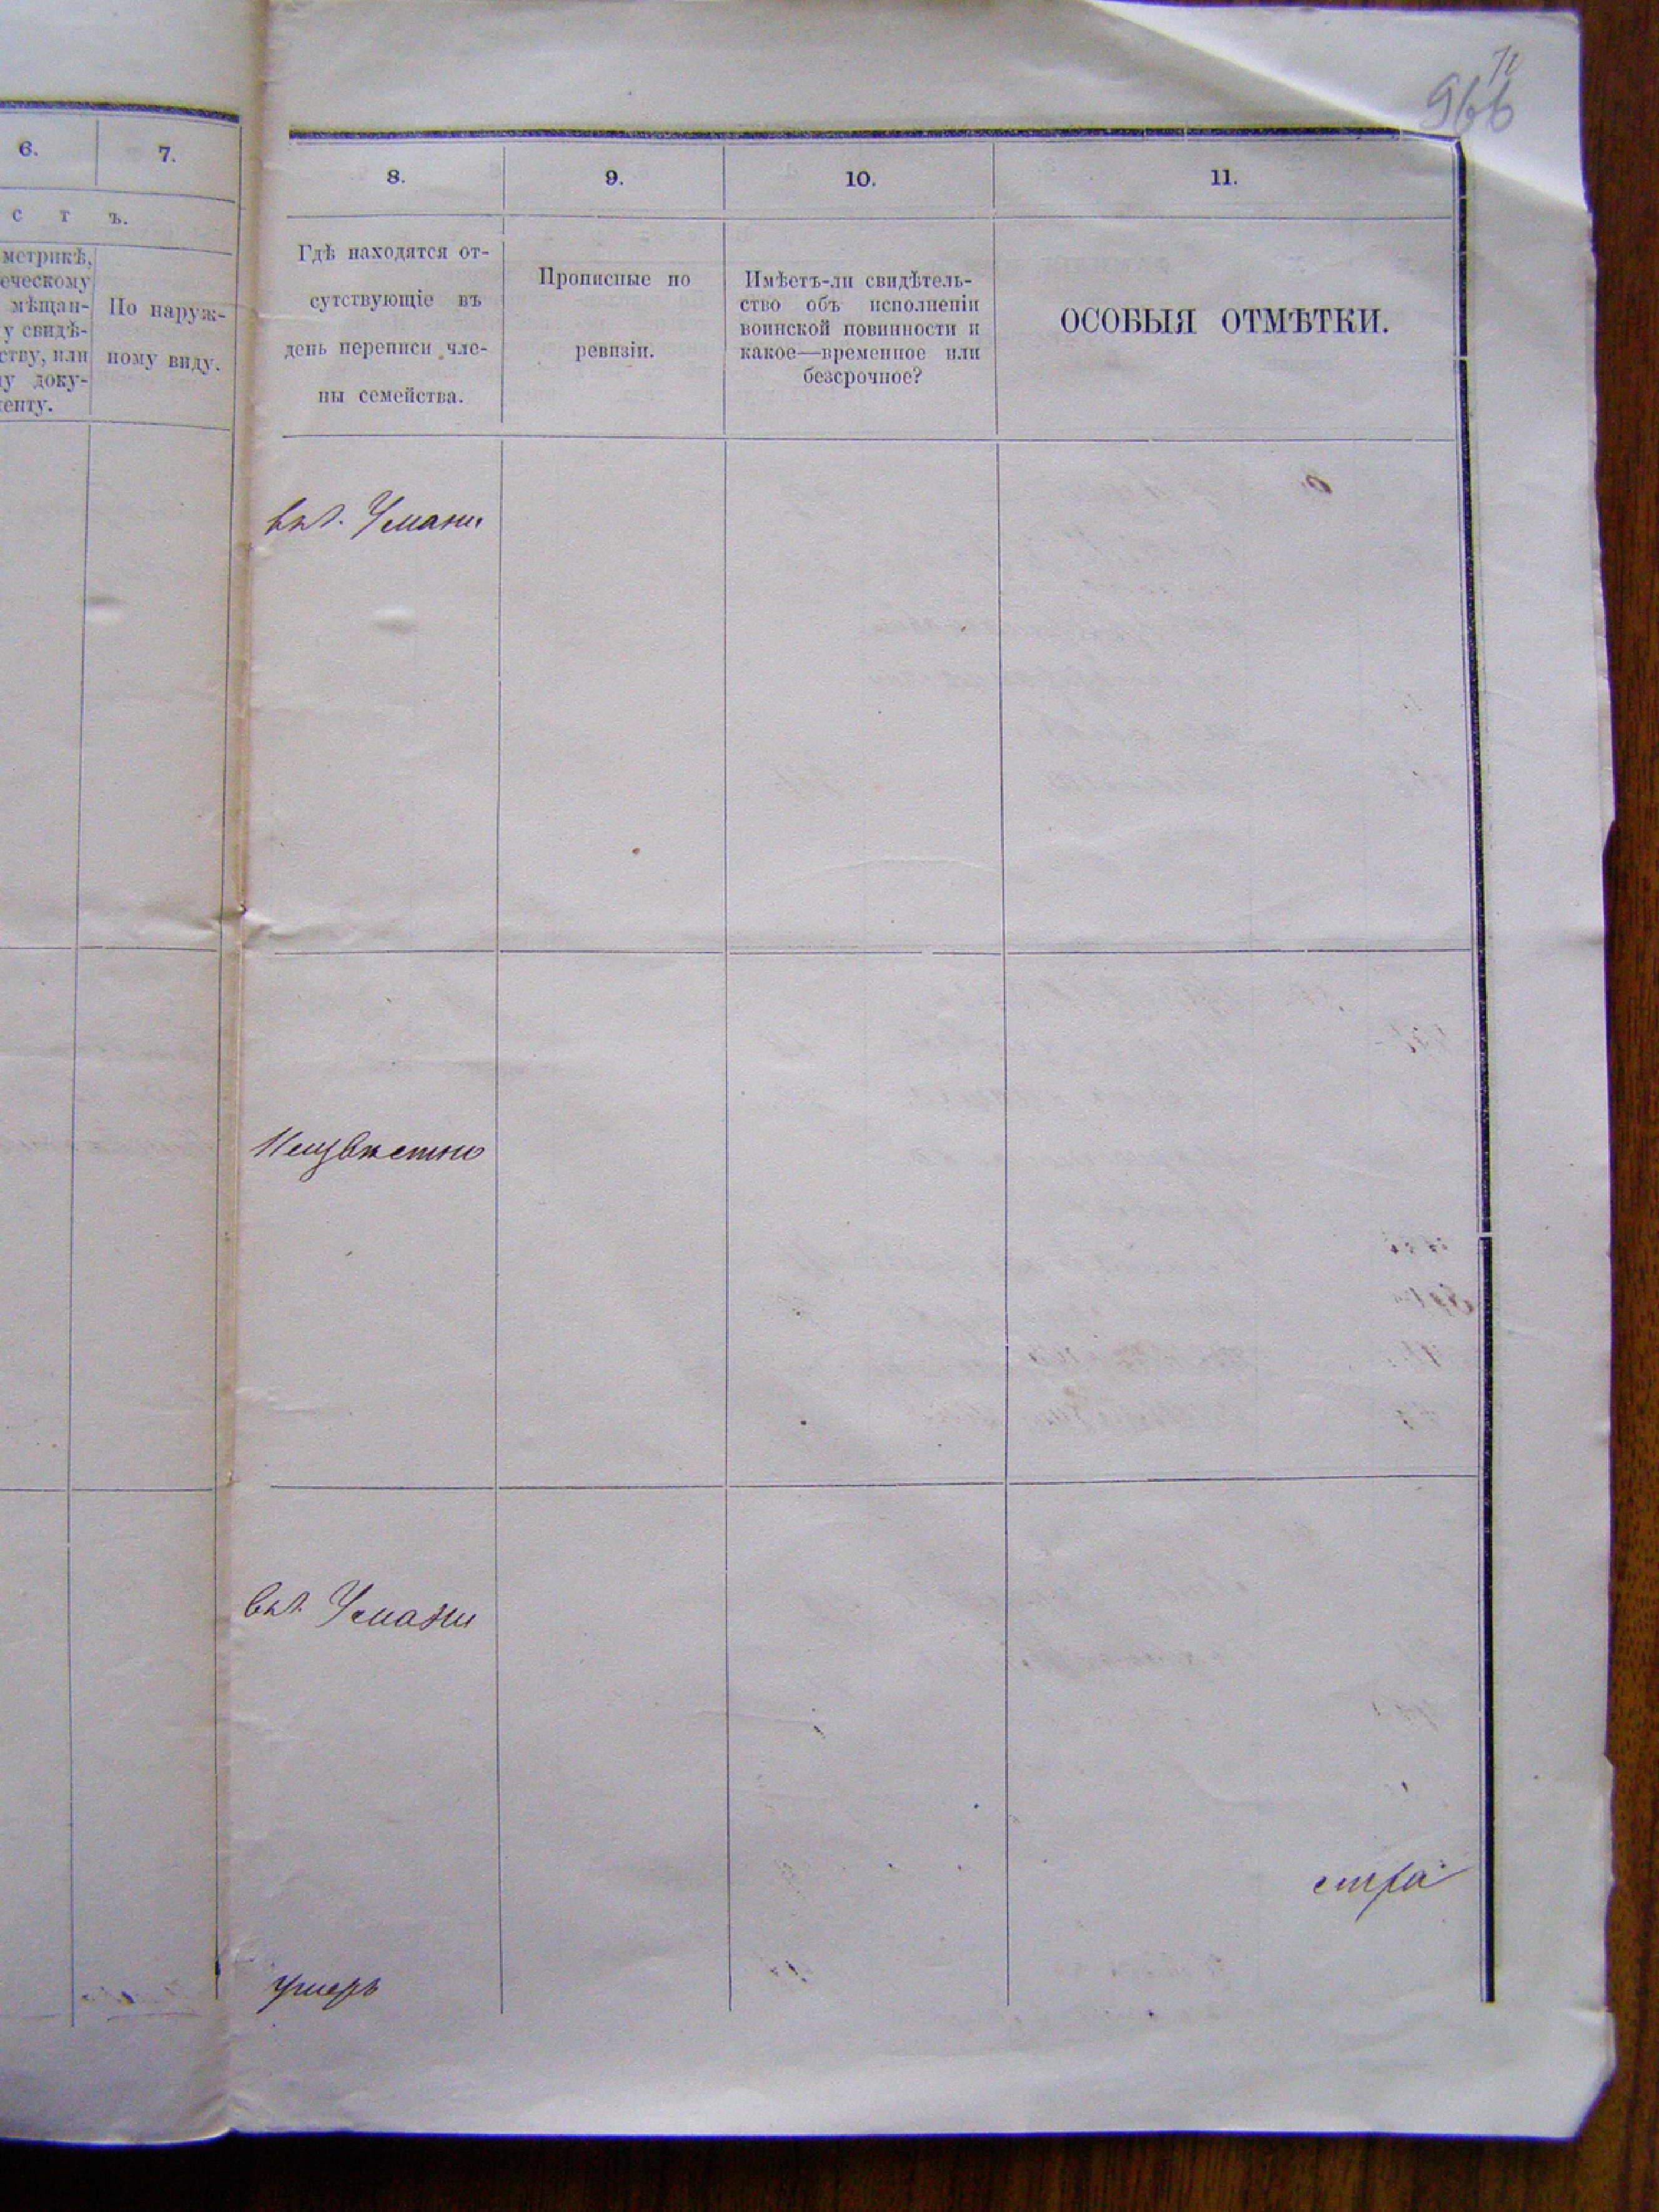 71
966
6.
7.
с т ъ.
метрикѣ,
еческому
мѣщан-
у свидѣ-
ству, или
у доку-
енту.
По наруж-
ному виду.
8.
9.
10.
11.
Гдѣ находятся от-
сутствующіе въ
день переписи чле-
ны семейства.
Прописные по
ревизіи.
Имѣетъ-ли свидѣтель-
ство объ исполненіи
воинской повинности и
какое—временное или
безсрочное?
ОСОБЫЯ ОТМѢТКИ.
Умани
Неизвѣстно
Умани
умеръ